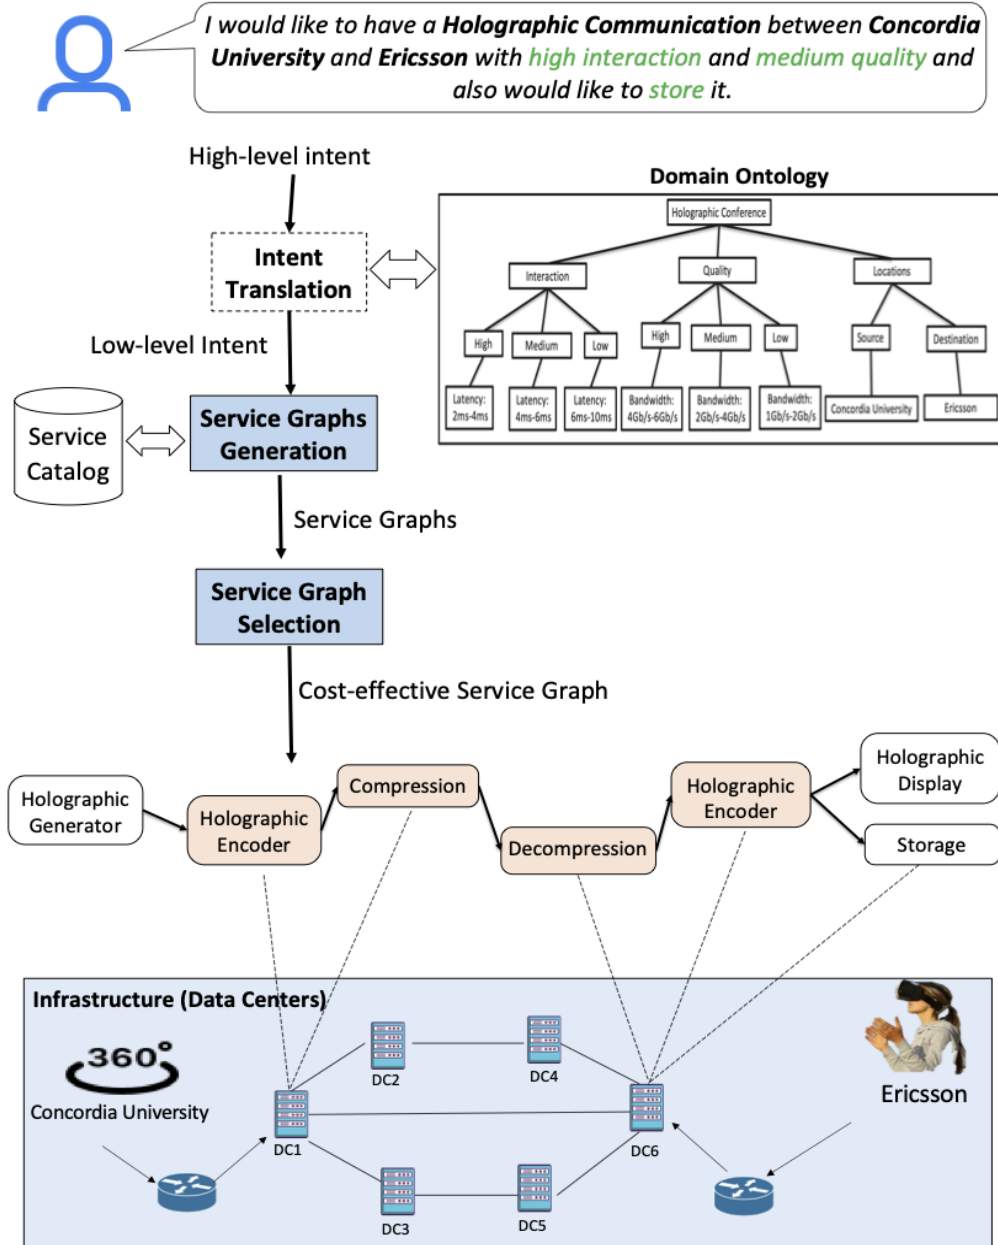 I would like to have a Holographic Communication between Concordia
University and Ericsson with high interaction and medium quality and
also would like to store it.
High-level intent
Domain Ontology
Holographic Conference
Intent
Translation
Interaction
Quality
Locations
High
Medium
Low
High
Medium
Low
Source
Destination
Low-level Intent
Latency:
2ms-4ms
Latency:
4ms-6ms
Latency:
6ms-10ms
Bandwidth:
4Gb/s-6Gb/s
Bandwidth:
2Gb/s-4Gb/s
Bandwidth:
1Gb/s-2Gb/s
Concordia University
Ericsson
Service
Catalog
Service Graphs
Generation
Service Graphs
Service Graph
Selection
Cost-effective Service Graph
Holographic
Generator
Holographic
Encoder
Compression
Decompression
Holographic
Encoder
Holographic
Display
Storage
Infrastructure (Data Centers)
360°
Concordia University
DC1
DC2
DC4
DC3
DC5
DC6
Ericsson